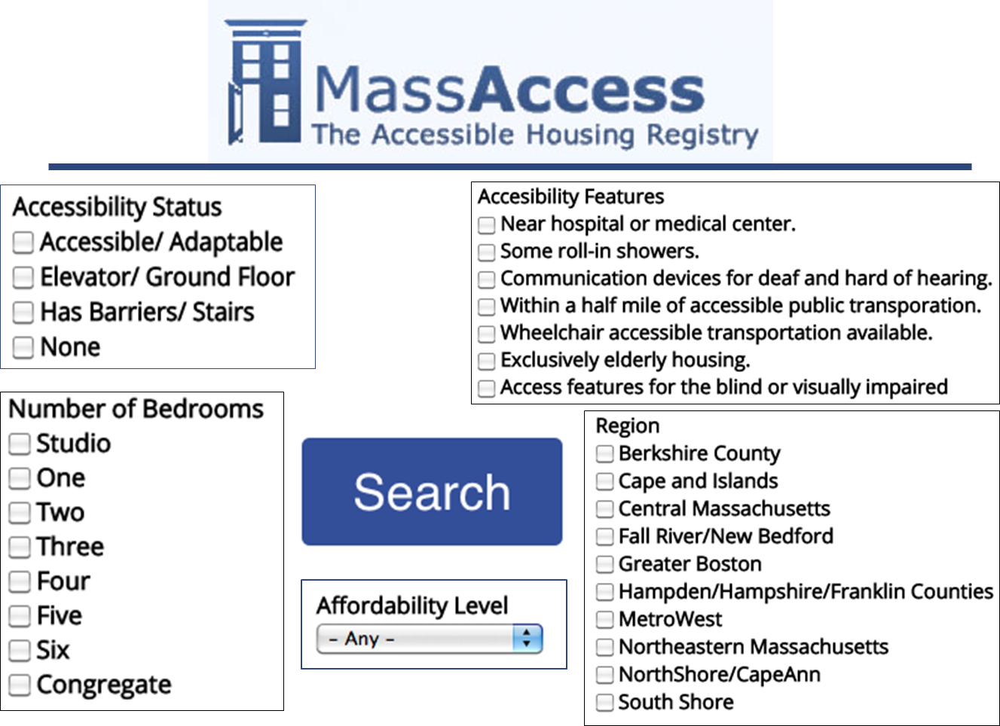 MassAccess
The Accessible Housing Registry
Accessibility Status
Accessible/ Adaptable
Elevator/ Ground Floor
Has Barriers/ Stairs
None
Accesibility Features
Near hospital or medical center.
Some roll-in showers.
Communication devices for deaf and hard of hearing.
Within a half mile of accessible public transporation.
Wheelchair accessible transportation available.
Exclusively elderly housing.
Access features for the blind or visually impaired
Number of Bedrooms
Studio
One
Two
Three
Four
Five
Six
Congregate
Search
Affordability Level
- Any -
Region
Berkshire County
Cape and Islands
Central Massachusetts
Fall River/New Bedford
Greater Boston
Hampden/Hampshire/Franklin Counties
MetroWest
Northeastern Massachusetts
NorthShore/CapeAnn
South Shore